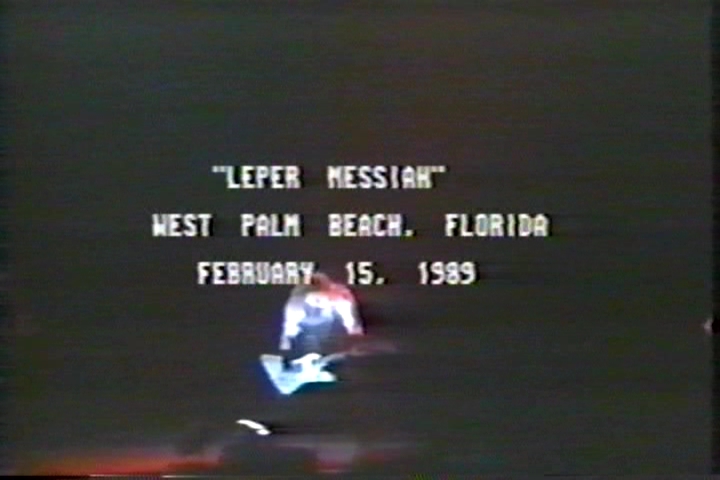 "LEPER MESSIAH"
WEST PALM BEACH, FLORIDA
FEBRUARY 15, 1989